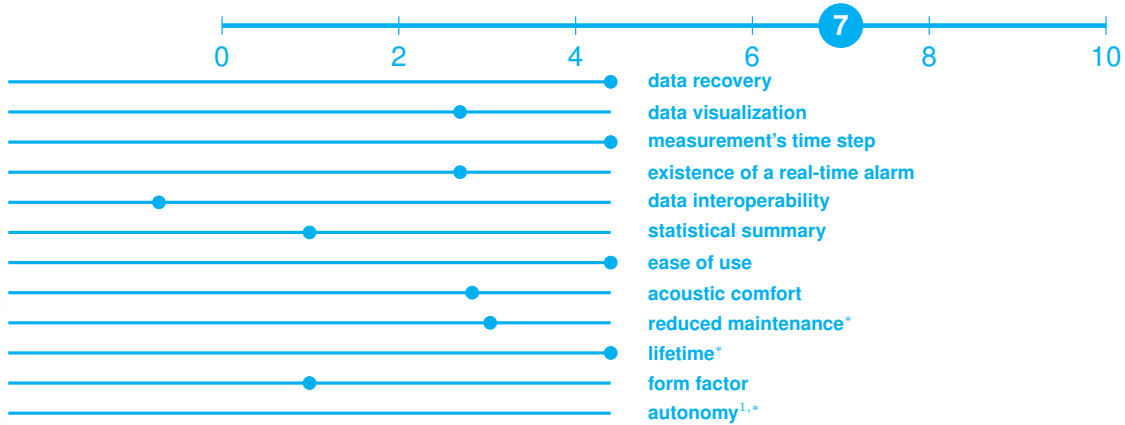 7
0 2 4 6 8 10
data recovery
data visualization
measurement's time step
existence of a real-time alarm
data interoperability
statistical summary
ease of use
acoustic comfort
reduced maintenance*
lifetime*
form factor
autonomy1,*